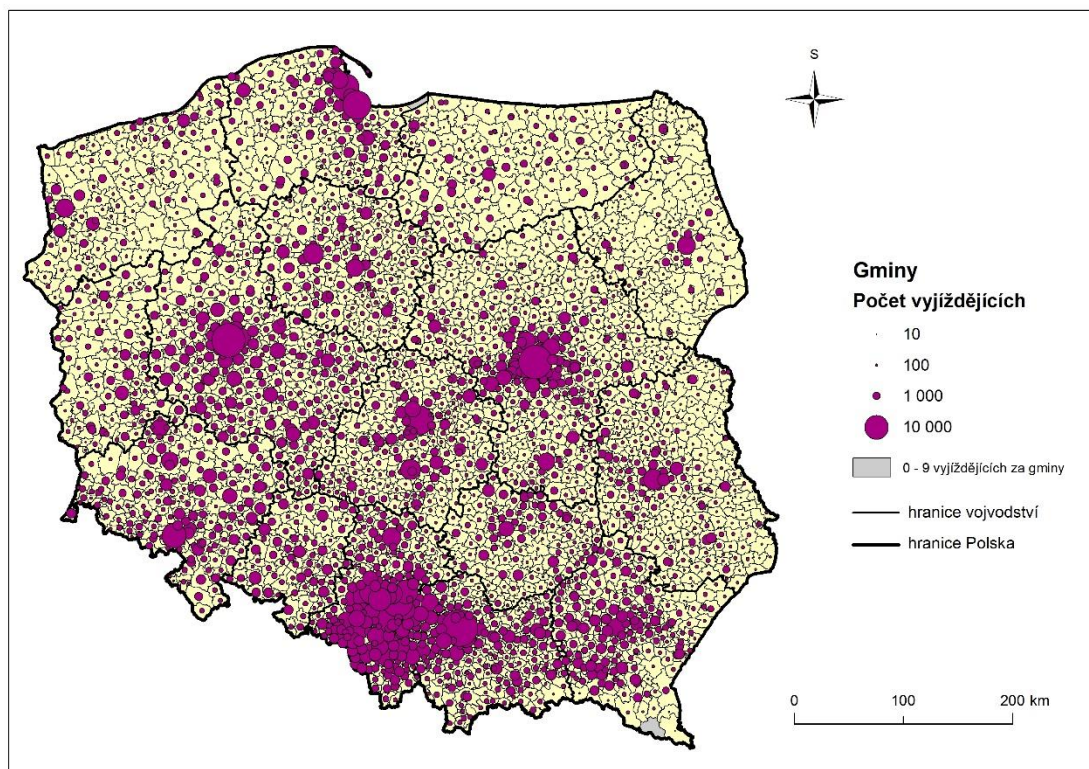 S
Gminy
Počet vyjíždějících
10
100
1 000
10 000
0 - 9 vyjíždějících za gminy
hranice vojvodství
hranice Polska
0 100 200 km